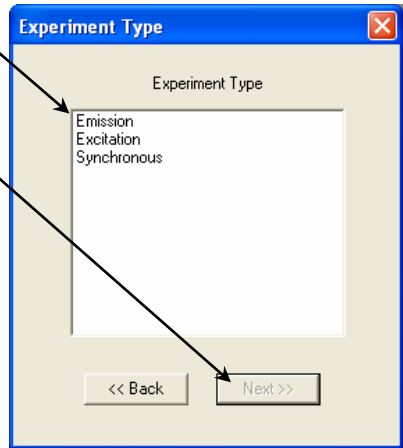 Experiment Type
Experiment Type
Emission
Excitation
Synchronous
<< Back
Next >>